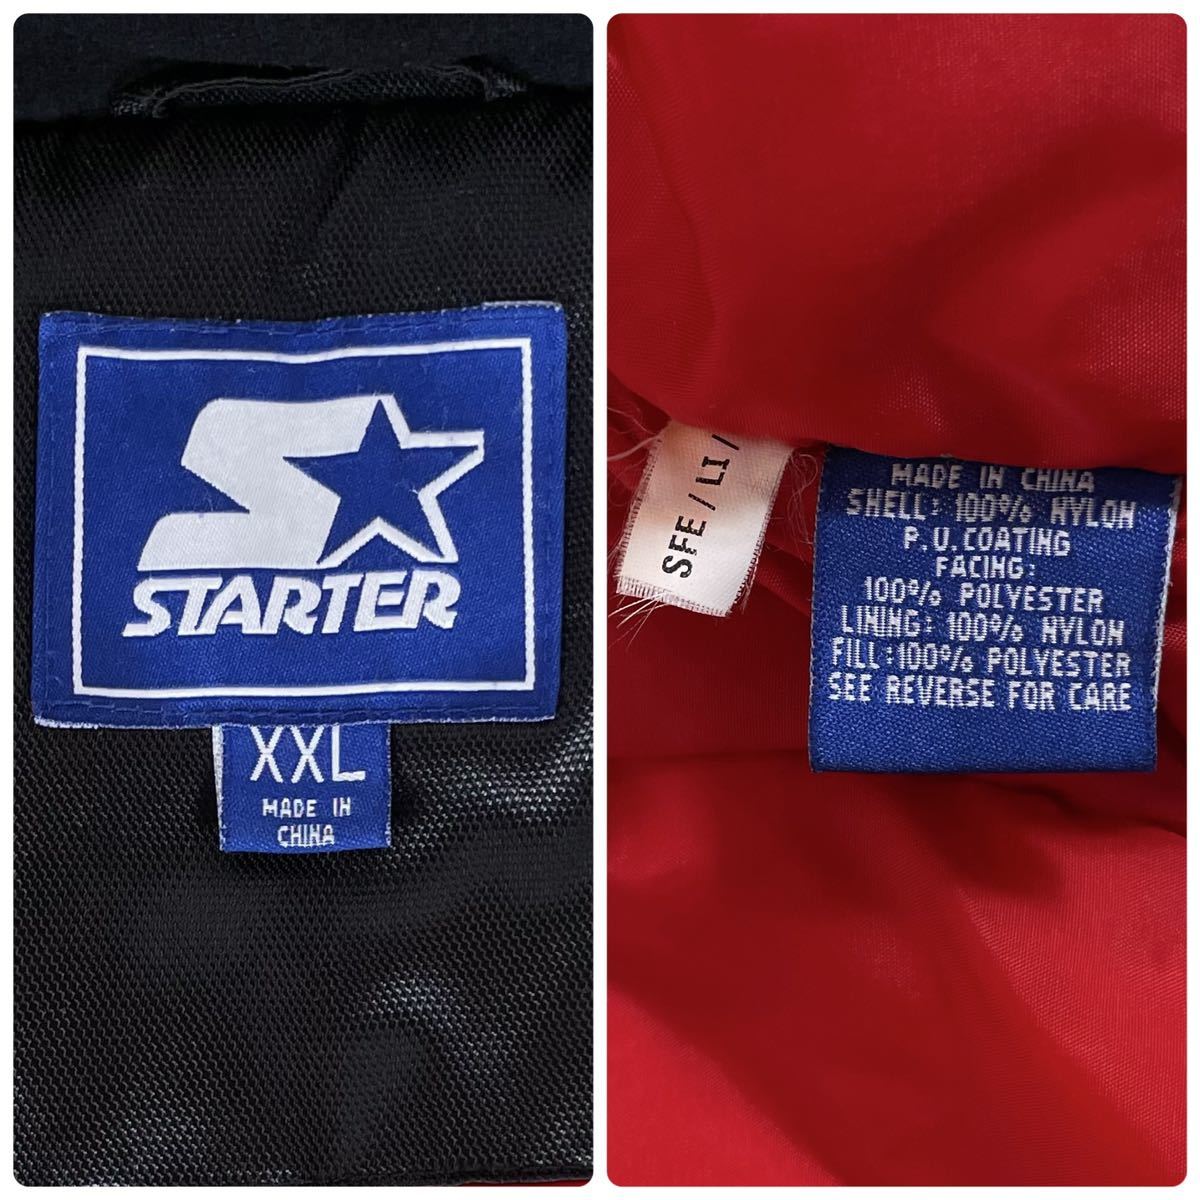 STARTER
XXL
MADE IN
CHINA
SFE / LI /
MADE IN CHINA
SHELL: 100% NYLON
P.U.COATING
FACING:
100% POLYESTER
LINING: 100% NYLON
FILL:100% POLYESTER
SEE REVERSE FOR CARE